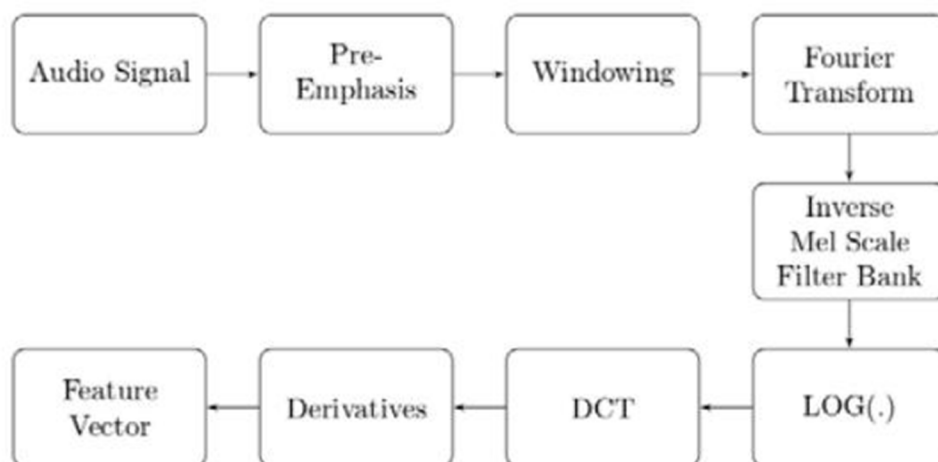 Audio Signal
Pre-
Emphasis
Windowing
Fourier
Transform
Inverse
Mel Scale
Filter Bank
LOG(.)
DCT
Derivatives
Feature
Vector